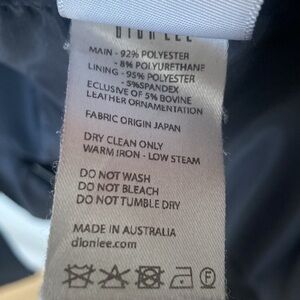 DION LEE
MAIN - 92% POLYESTER
- 8% POLYURETHANE
LINING - 95% POLYESTER
- 5%SPANDEX
ECLUSIVE OF 5% BOVINE
LEATHER ORNAMENTATION
FABRIC ORIGIN JAPAN
DRY CLEAN ONLY
WARM IRON - LOW STEAM
DO NOT WASH
DO NOT BLEACH
DO NOT TUMBLE DRY
MADE IN AUSTRALIA
dionlee.com
F